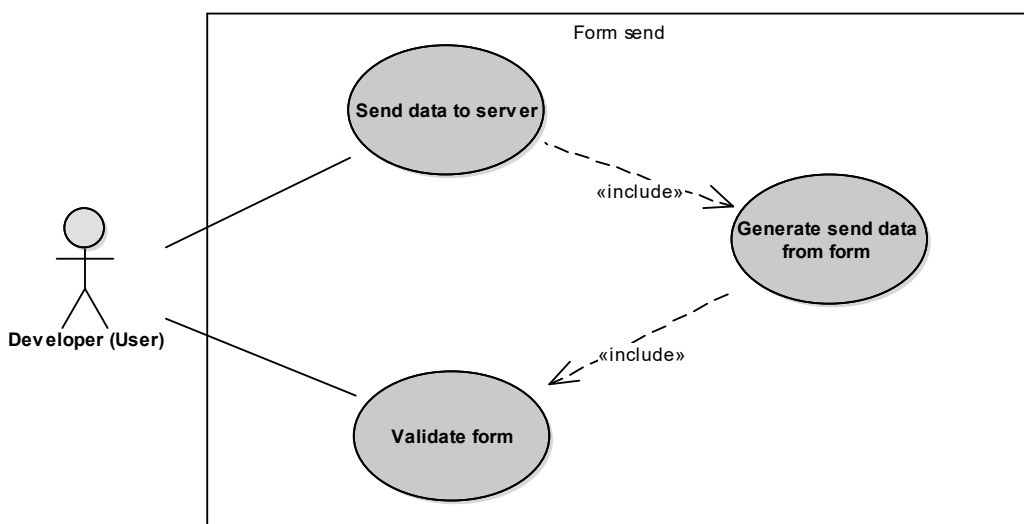 Form send
Send data to server
«include»
Generate send data
from form
Developer (User)
«include»
Validate form